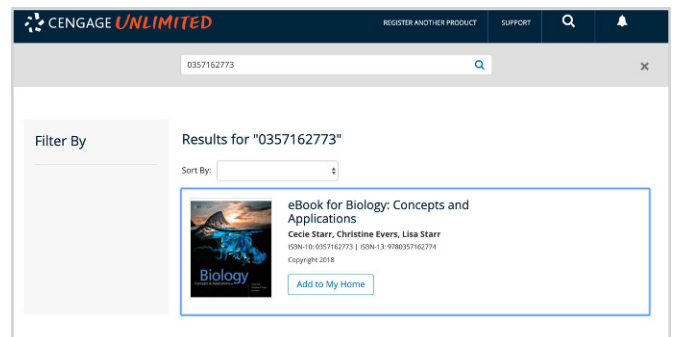 CENGAGE UNLIMITED
REGISTER ANOTHER PRODUCT
SUPPORT
0357162773
Filter By
Results for "0357162773"
Sort By:
eBook for Biology: Concepts and
Applications
Cecie Starr, Christine Evers, Lisa Starr
ISBN-10: 0357162773 | ISBN-13: 9780357162774
Copyright 2018
Add to My Home
Biology